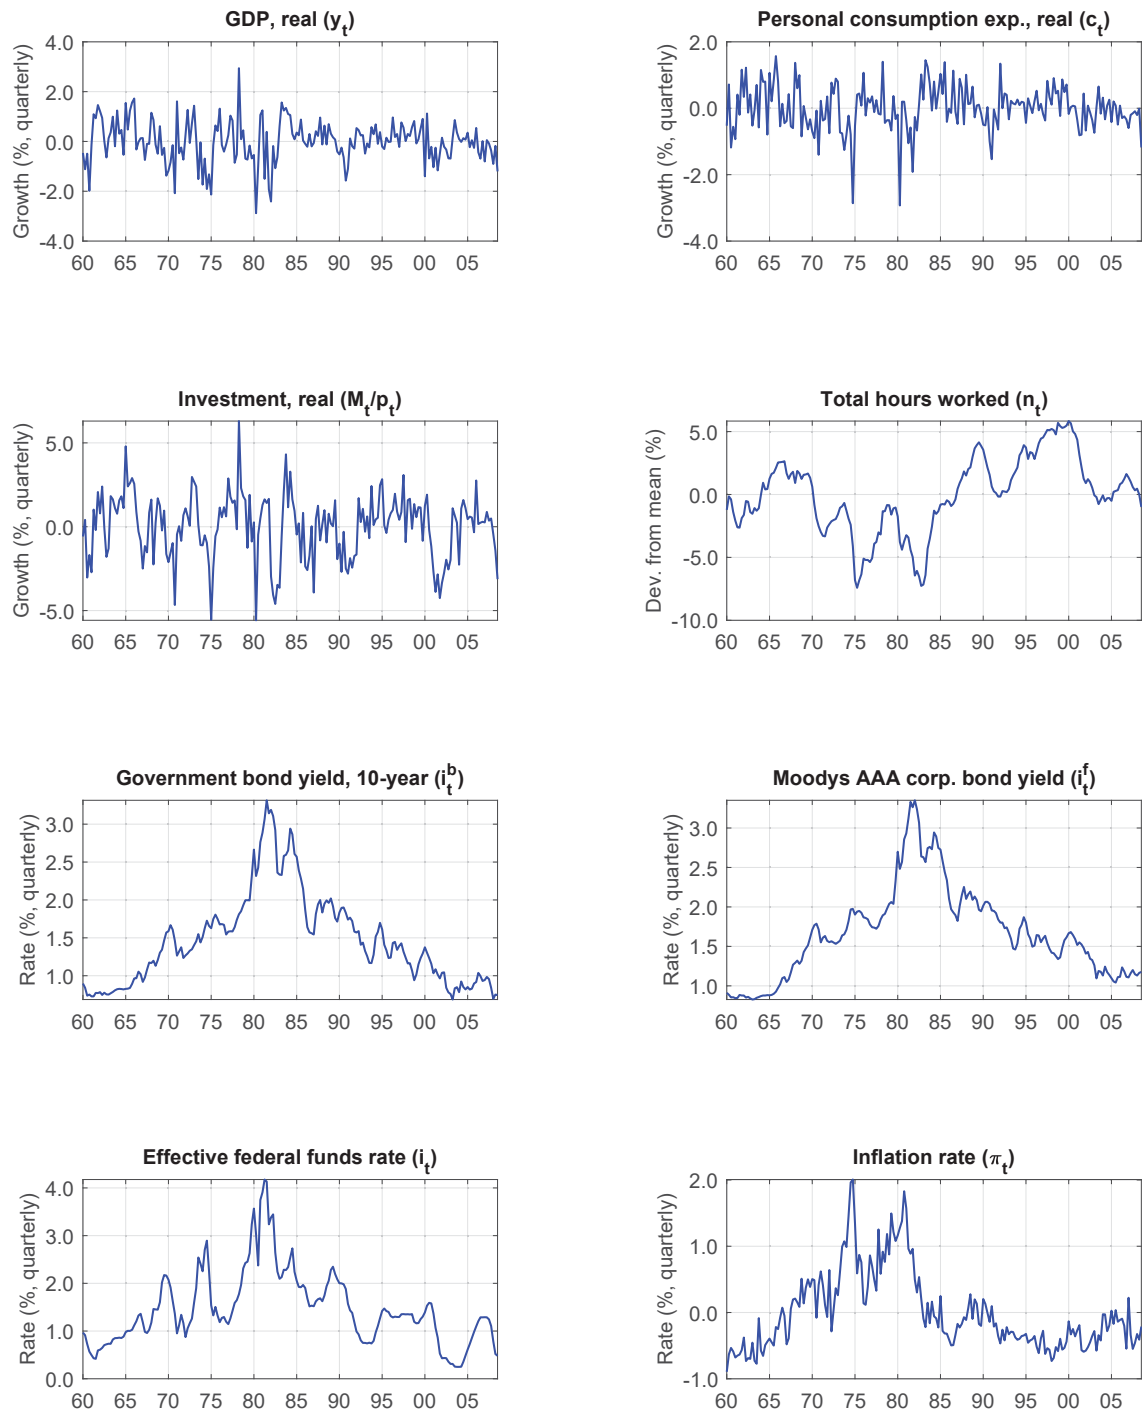 GDP, real (y_t)
Growth (%, quarterly)
4.0
2.0
0.0
-2.0
-4.0
60 65 70 75 80 85 90 95 00 05
Personal consumption exp., real (c_t)
Growth (%, quarterly)
2.0
0.0
-2.0
-4.0
60 65 70 75 80 85 90 95 00 05
Investment, real (M_t/p_t)
Growth (%, quarterly)
5.0
0.0
-5.0
60 65 70 75 80 85 90 95 00 05
Total hours worked (n_t)
Dev. from mean (%)
5.0
0.0
-5.0
-10.0
60 65 70 75 80 85 90 95 00 05
Government bond yield, 10-year (i_t^b)
Rate (%, quarterly)
3.0
2.5
2.0
1.5
1.0
60 65 70 75 80 85 90 95 00 05
Moodys AAA corp. bond yield (i_t^f)
Rate (%, quarterly)
3.0
2.5
2.0
1.5
1.0
60 65 70 75 80 85 90 95 00 05
Effective federal funds rate (i_t)
Rate (%, quarterly)
4.0
3.0
2.0
1.0
0.0
60 65 70 75 80 85 90 95 00 05
Inflation rate (π_t)
Rate (%, quarterly)
2.0
1.0
0.0
-1.0
60 65 70 75 80 85 90 95 00 05